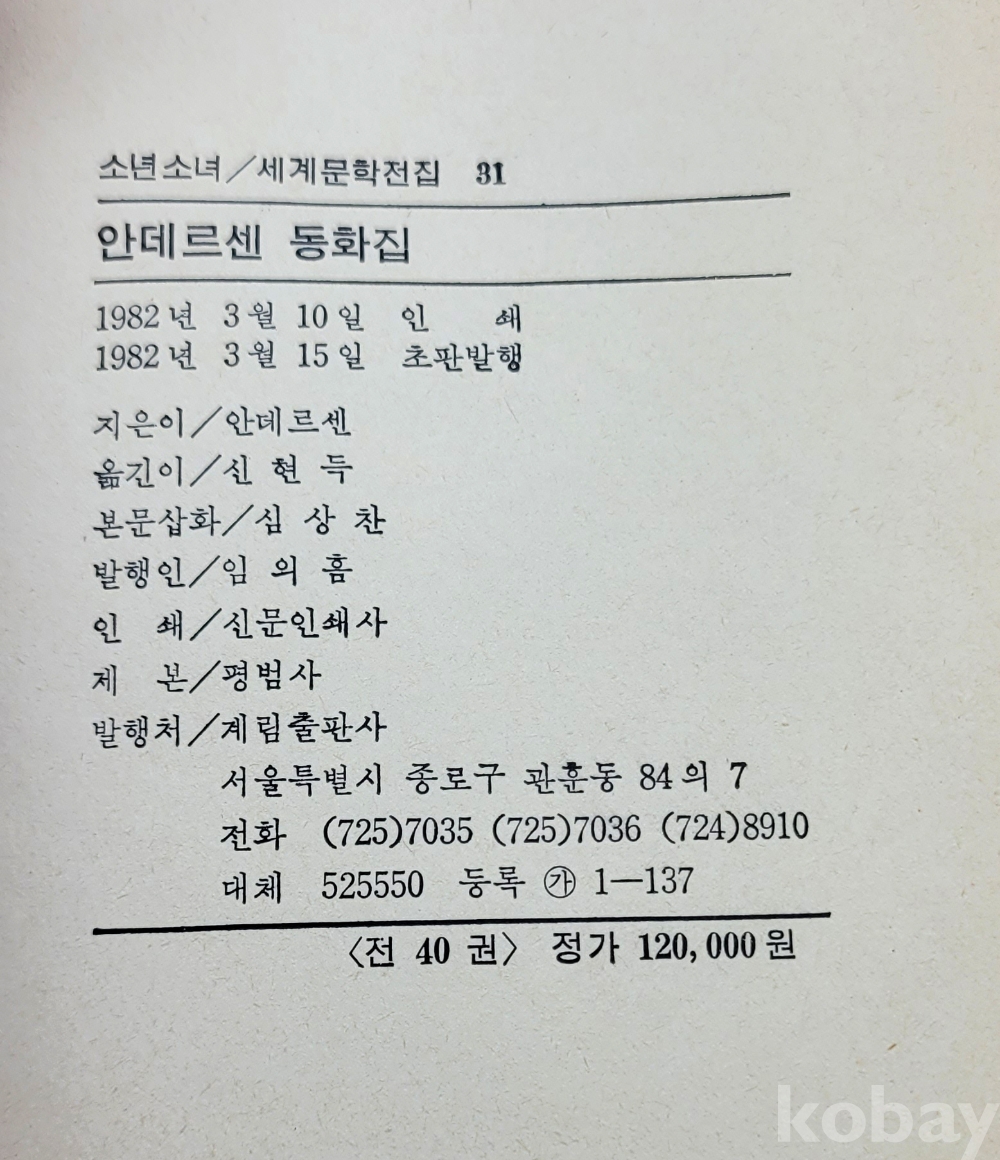 소년소녀/세계문학전집 31
안데르센 동화집
1982년 3월 10일 인 쇄
1982년 3월 15일 초판발행
지은이/안데르센
옮긴이/신 현 득
본문삽화/심 상 찬
발행인/임 의 흠
인 쇄/신문인쇄사
제 본/평범사
발행처/계림출판사
서울특별시 종로구 관훈동 84의 7
전화 (725)7035 (725)7036 (724)8910
대체 525550 등록 ㉮ 1—137
〈전 40 권〉 정가 120,000원
kobay